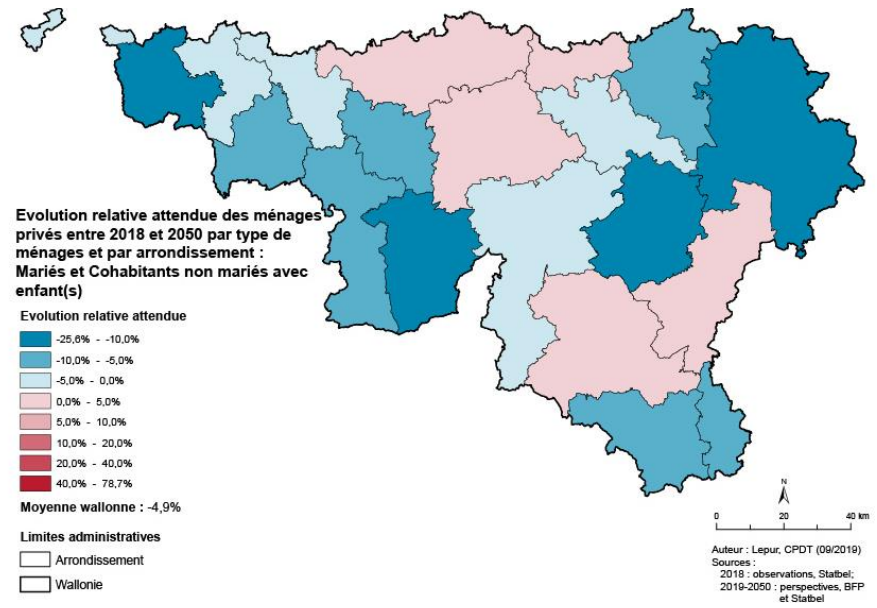 Evolution relative attendue des ménages
privés entre 2018 et 2050 par type de
ménages et par arrondissement :
Mariés et Cohabitants non mariés avec
enfant(s)
Evolution relative attendue
-25,6% - -10,0%
-10,0% - -5,0%
-5,0% - 0,0%
0,0% - 5,0%
5,0% - 10,0%
10,0% - 20,0%
20,0% - 40,0%
40,0% - 78,7%
Moyenne wallonne : -4,9%
Limites administratives
Arrondissement
Wallonie
N
0 20 40 km
Auteur : Lepur, CPDT (09/2019)
Sources :
2018 : observations, Statbel;
2019-2050 : perspectives, BFP
et Statbel